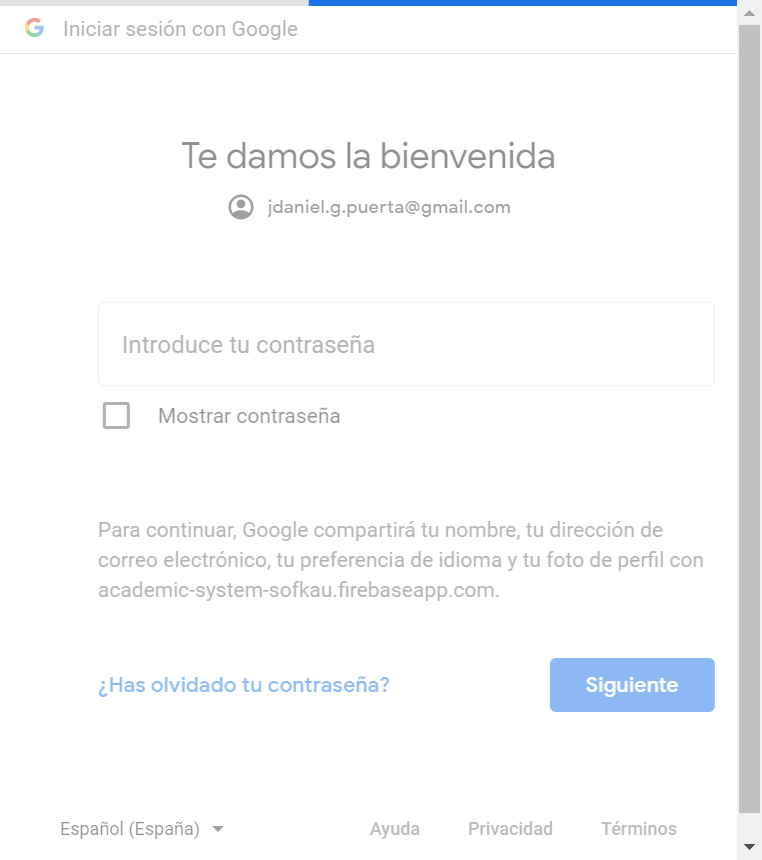 Iniciar sesión con Google
Te damos la bienvenida
jdaniel.g.puerta@gmail.com
Introduce tu contraseña
Mostrar contraseña
Para continuar, Google compartirá tu nombre, tu dirección de
correo electrónico, tu preferencia de idioma y tu foto de perfil con
academic-system-sofkau.firebaseapp.com.
¿Has olvidado tu contraseña?
Siguiente
Español (España)
Ayuda
Privacidad
Términos